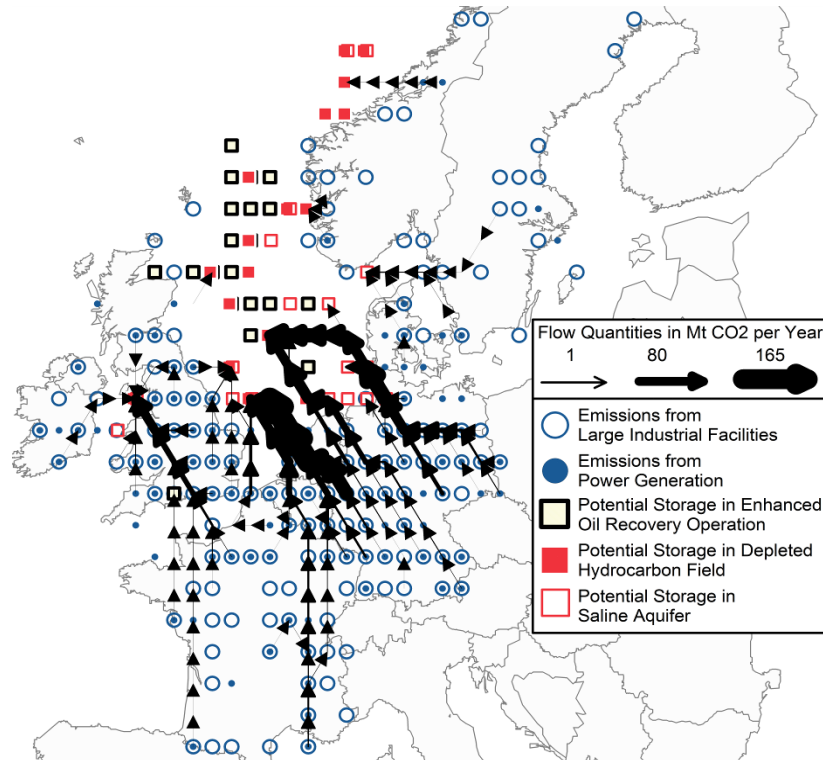 Flow Quantities in Mt CO2 per Year
1 80 165
Emissions from
Large Industrial Facilities
Emissions from
Power Generation
Potential Storage in Enhanced
Oil Recovery Operation
Potential Storage in Depleted
Hydrocarbon Field
Potential Storage in
Saline Aquifer